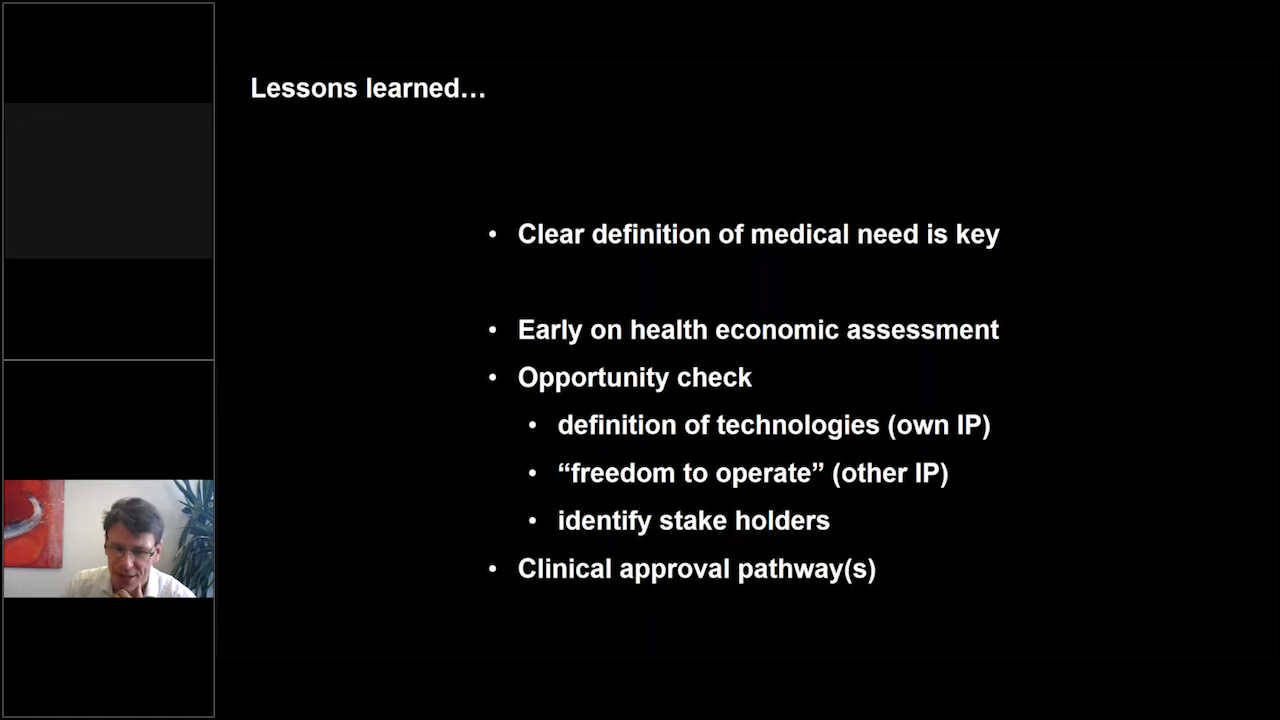 Lessons learned…
• Clear definition of medical need is key
• Early on health economic assessment
• Opportunity check
• definition of technologies (own IP)
• “freedom to operate” (other IP)
• identify stake holders
• Clinical approval pathway(s)